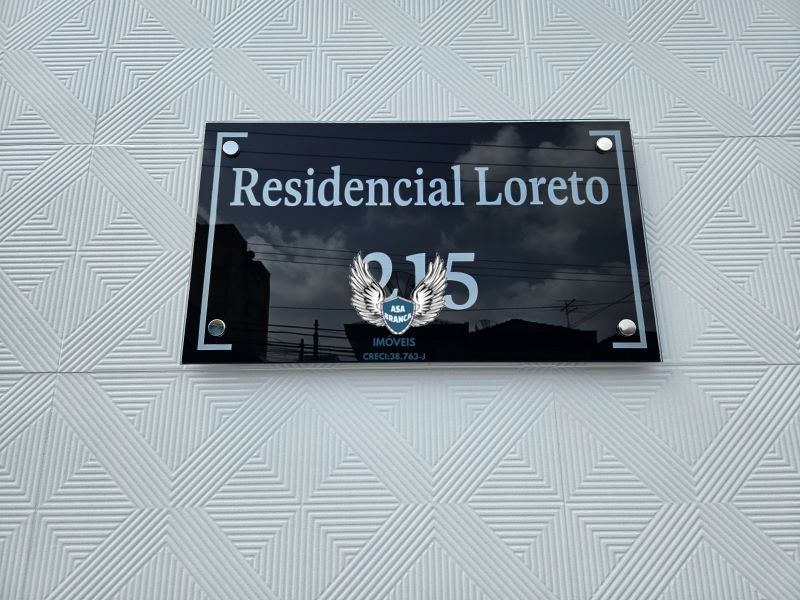 Residencial Loreto
215
ASA
BRANCA
IMÓVEIS
CRECI:38.763-J